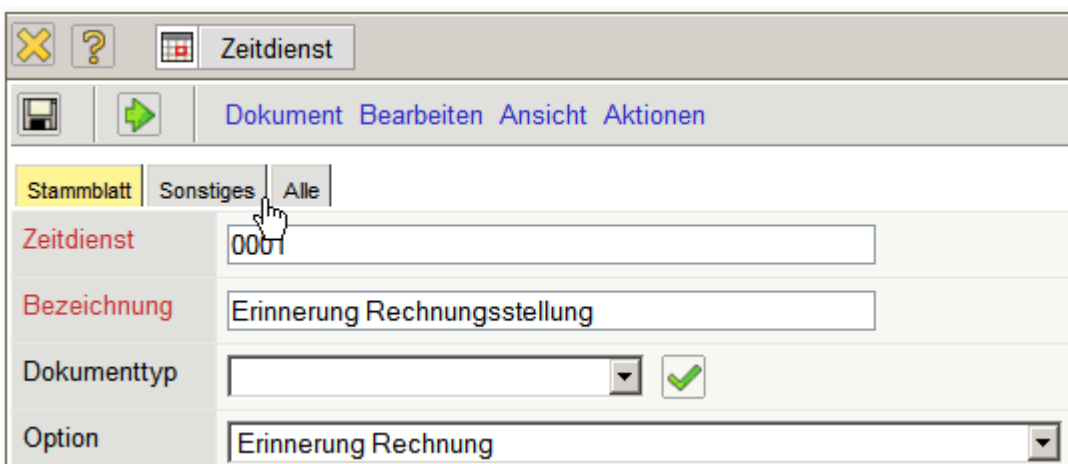 Zeitdienst
Dokument Bearbeiten Ansicht Aktionen
Stammblatt Sonstiges Alle
Zeitdienst 0001
Bezeichnung Erinnerung Rechnungsstellung
Dokumenttyp
Option Erinnerung Rechnung